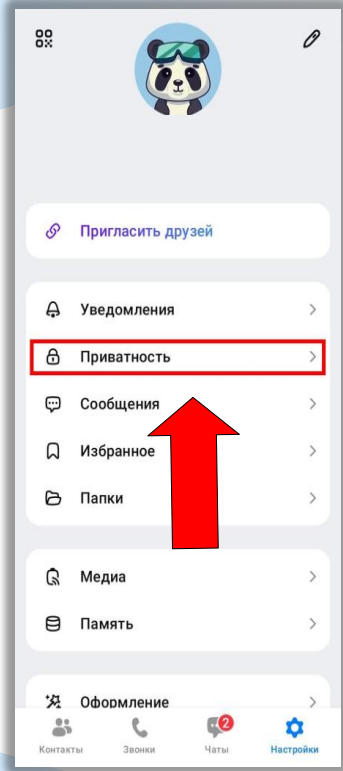 Пригласить друзей
Уведомления
Приватность
Сообщения
Избранное
Папки
Медиа
Память
Оформление
2
Контакты Звонки Чаты Настройки